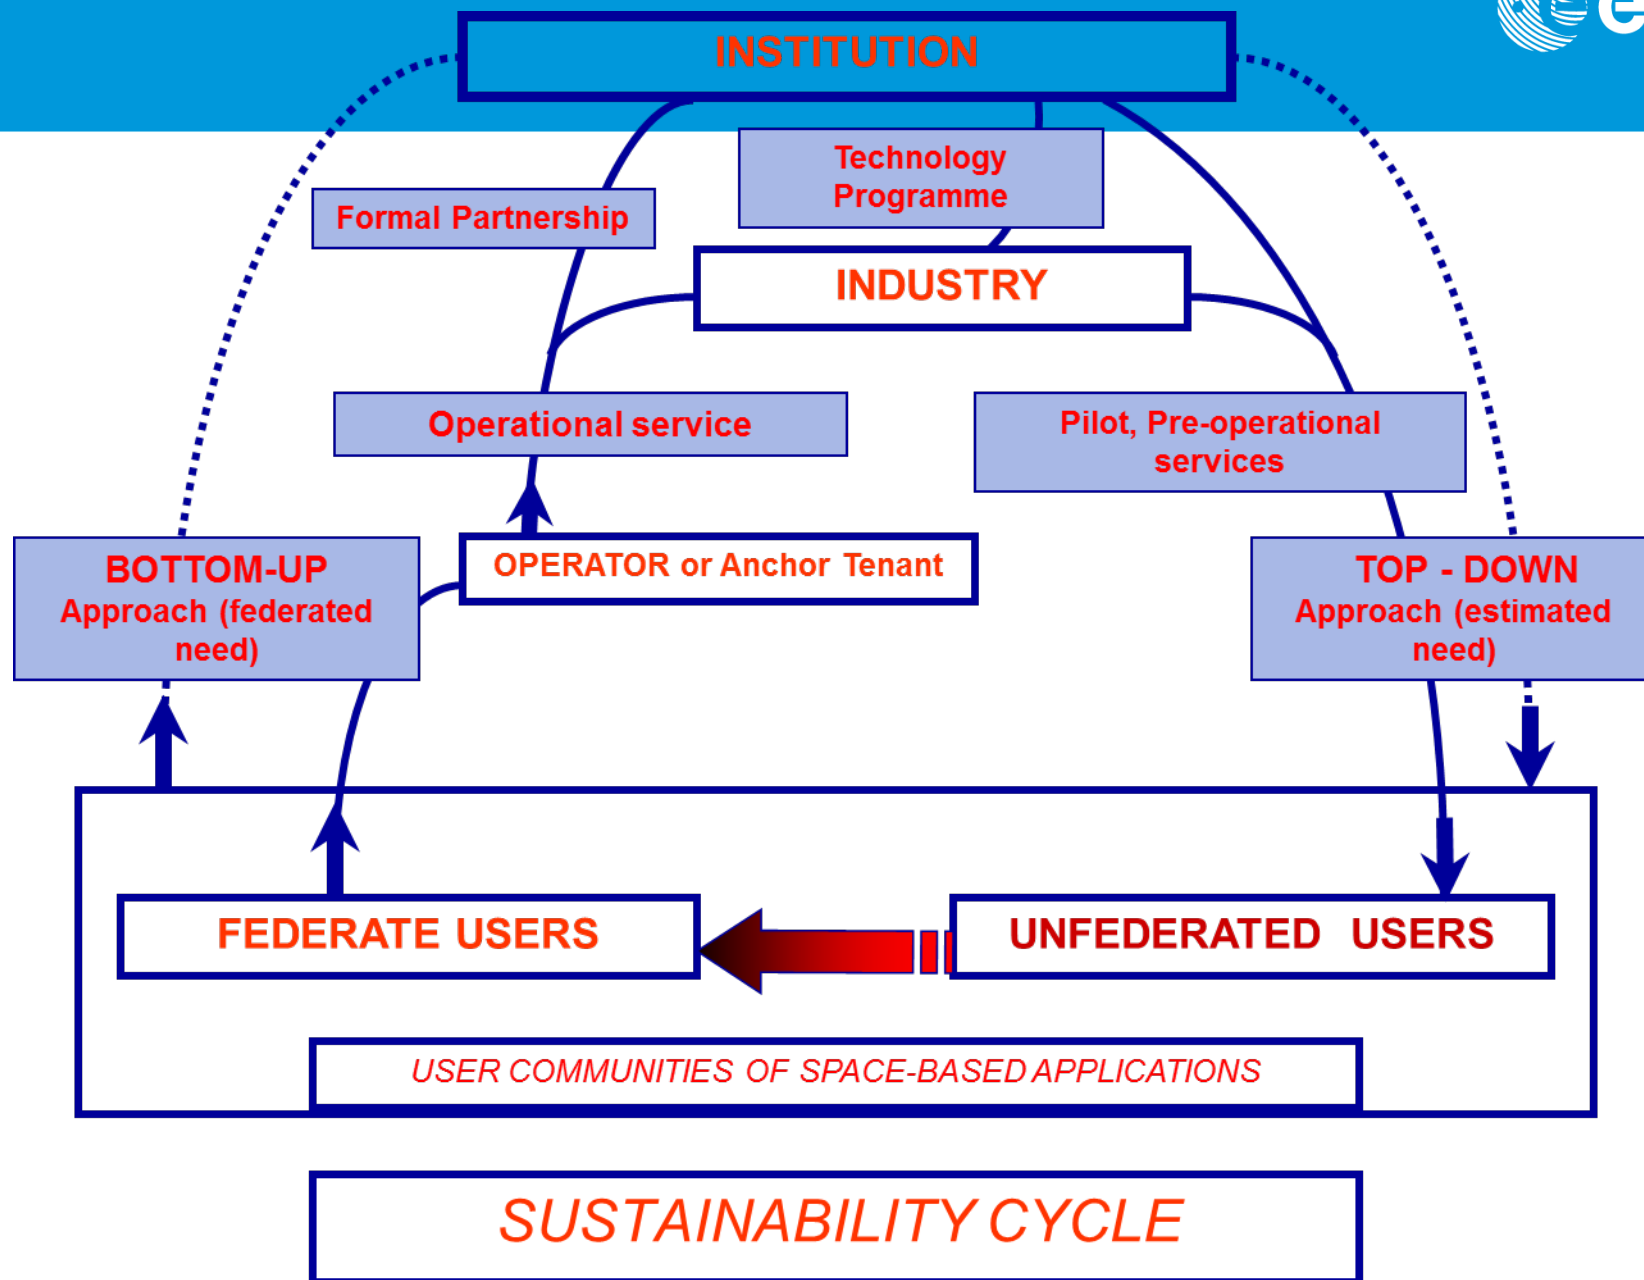 INSTITUTION
Technology
Programme
Formal Partnership
INDUSTRY
Operational service
Pilot, Pre-operational
services
OPERATOR or Anchor Tenant
BOTTOM-UP
Approach (federated
need)
TOP - DOWN
Approach (estimated
need)
FEDERATE USERS
UNFEDERATED USERS
USER COMMUNITIES OF SPACE-BASED APPLICATIONS
SUSTAINABILITY CYCLE